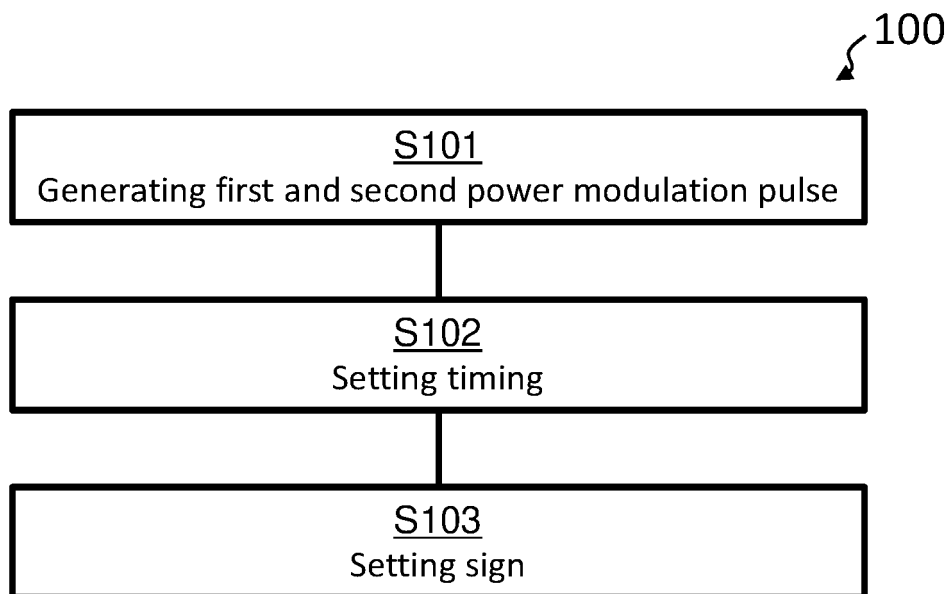 100
S101
Generating first and second power modulation pulse
S102
Setting timing
S103
Setting sign